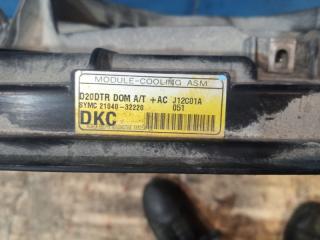 MODULE-COOLING ASM
D20DTR DOM A/T +AC J12C01A
SYMC 21040-32220 051
DKC